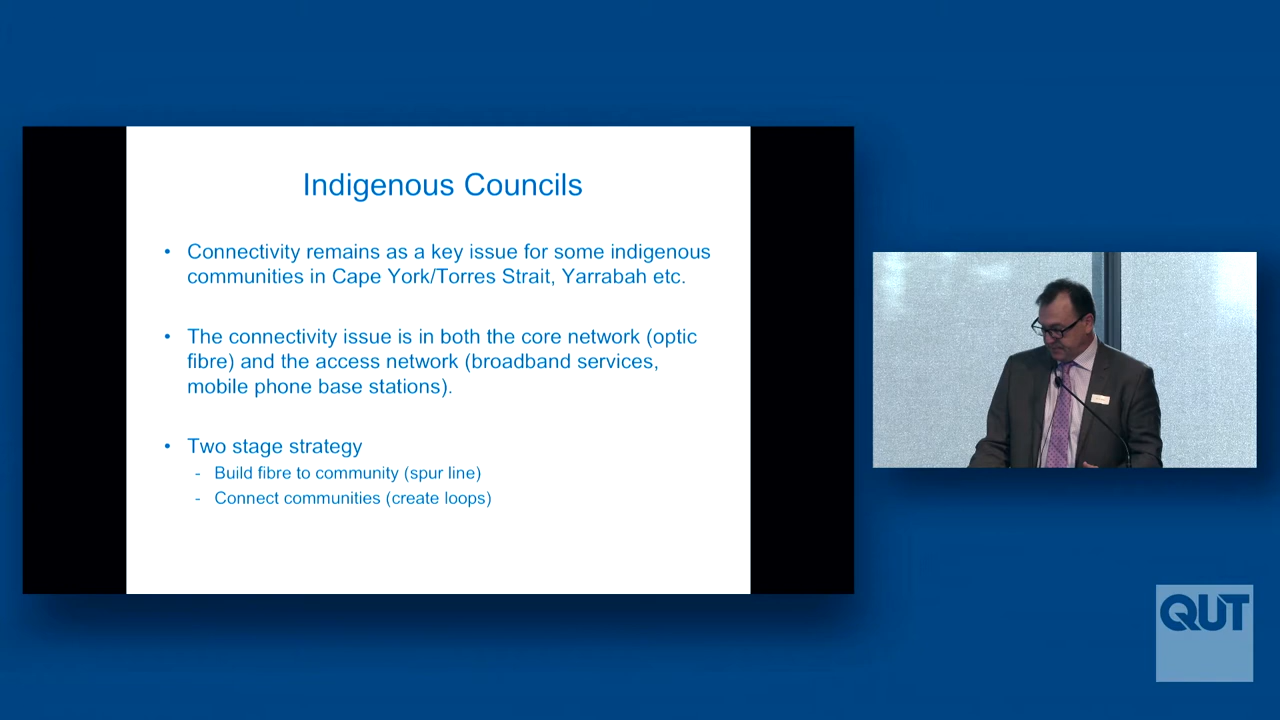 Indigenous Councils
• Connectivity remains as a key issue for some indigenous
communities in Cape York/Torres Strait, Yarrabah etc.
• The connectivity issue is in both the core network (optic
fibre) and the access network (broadband services,
mobile phone base stations).
• Two stage strategy
- Build fibre to community (spur line)
- Connect communities (create loops)
QUT